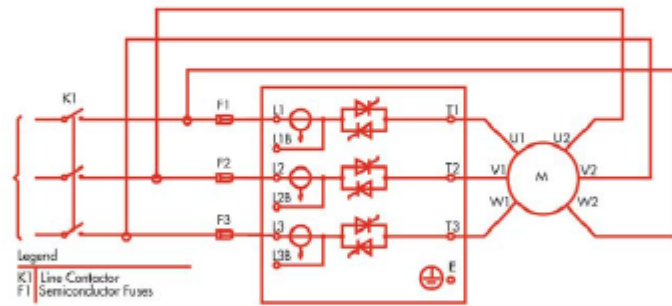 K1 F1 L1 T1 U1 U2
L1B
F2 L2 T2 V1 M V2
L2B W1 W2
F3 L3 T3
L3B E
Legend
K1 Line Contactor
F1 Semiconductor Fuses